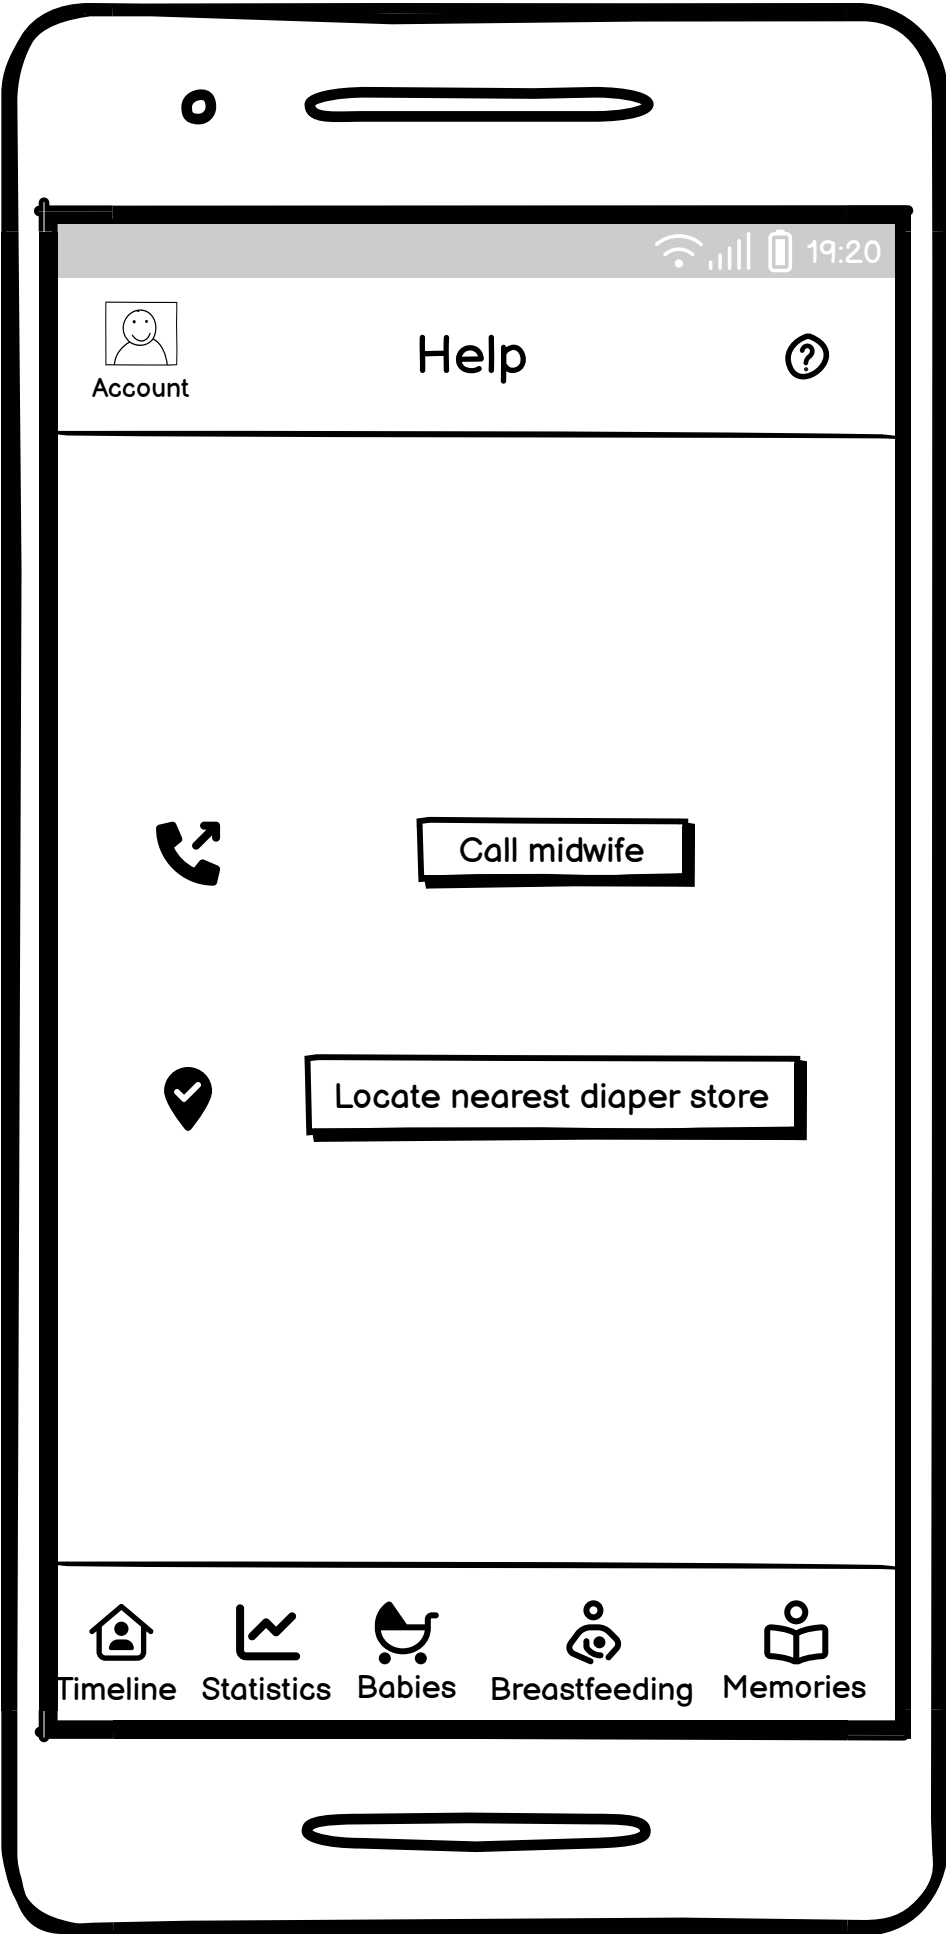 19:20
Account
Help
?
Call midwife
Locate nearest diaper store
Timeline
Statistics
Babies
Breastfeeding
Memories